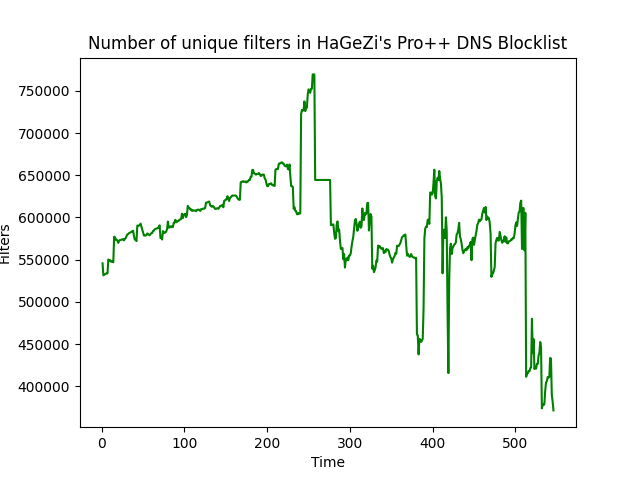 Number of unique filters in HaGeZi's Pro++ DNS Blocklist
750000
700000
650000
600000
550000
500000
450000
400000
Filters
0 100 200 300 400 500
Time